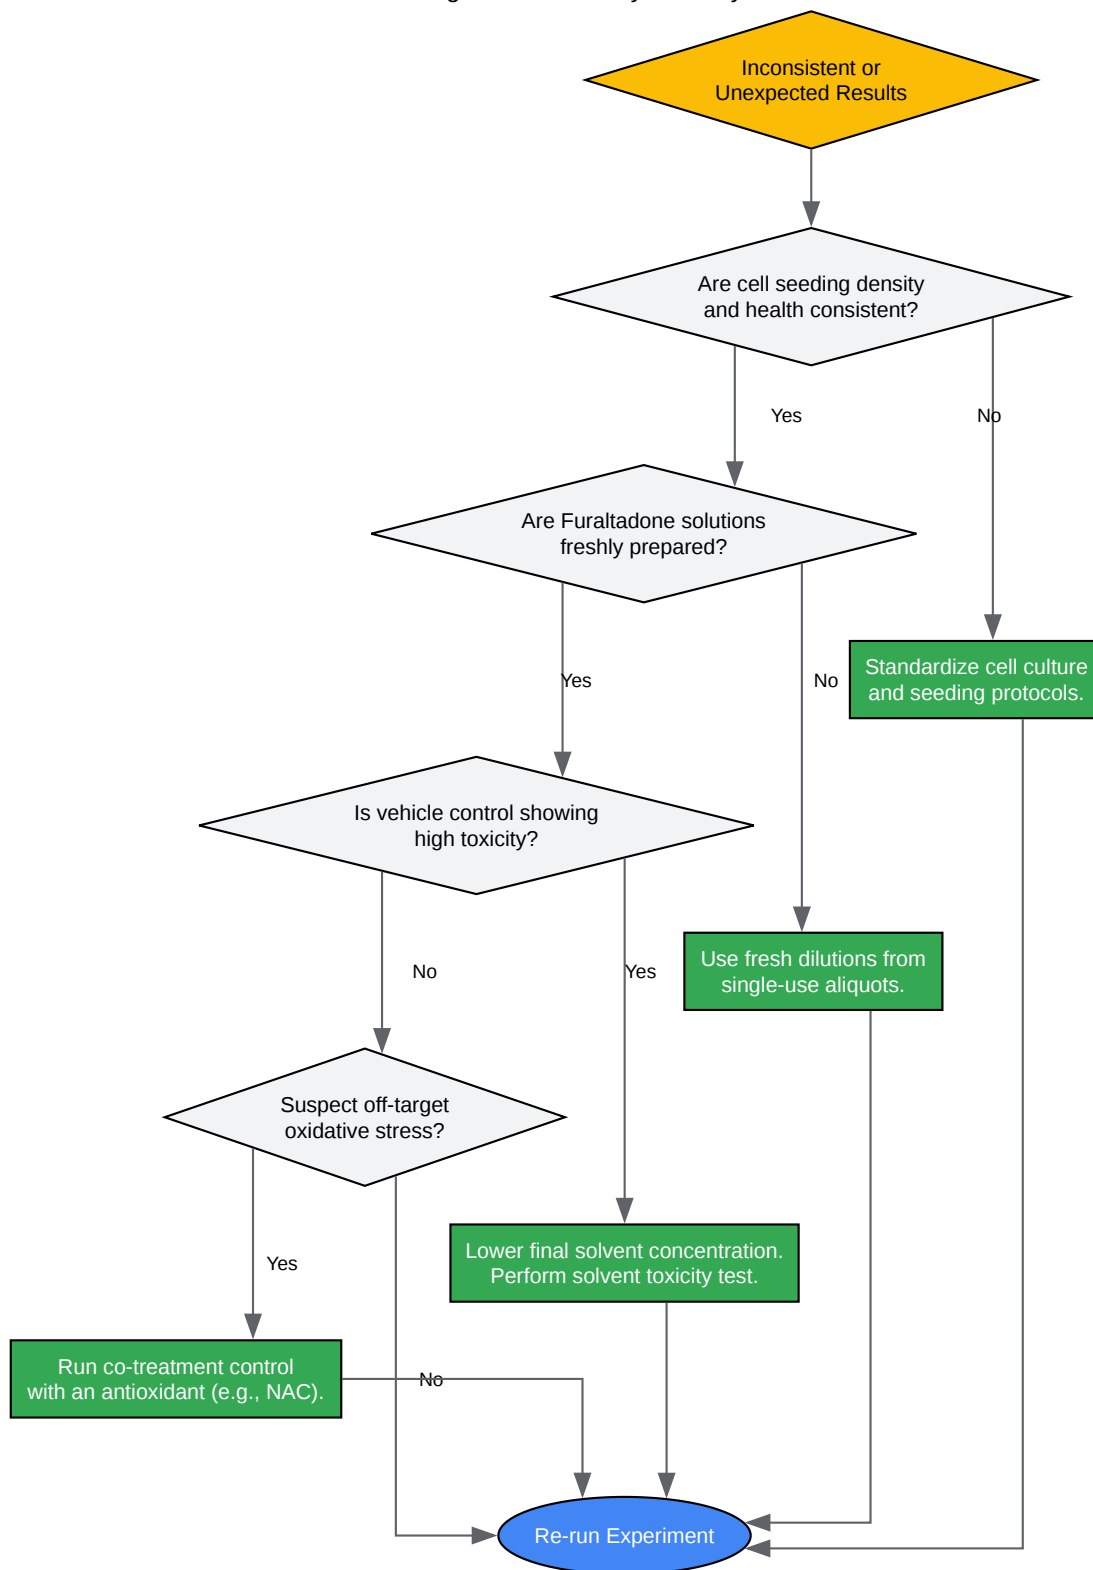 Inconsistent or
Unexpected Results
Are cell seeding density
and health consistent?
Yes
No
Are Furaltadone solutions
freshly prepared?
Standardize cell culture
and seeding protocols.
Yes
No
Is vehicle control showing
high toxicity?
Use fresh dilutions from
single-use aliquots.
No
Yes
Suspect off-target
oxidative stress?
Lower final solvent concentration.
Perform solvent toxicity test.
Yes
Run co-treatment control
with an antioxidant (e.g., NAC).
No
Re-run Experiment